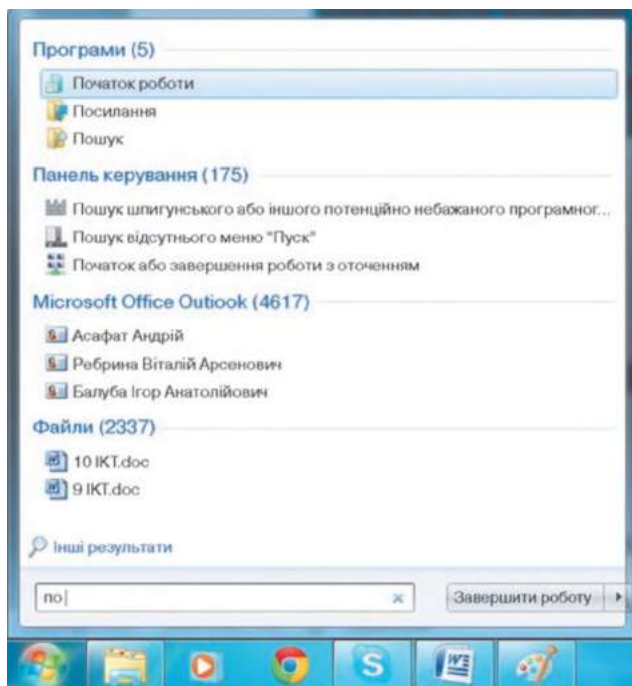 Програми (5)
Початок роботи
Посилання
Пошук
Панель керування (175)
Пошук шпигунського або іншого потенційно небажаного програмног...
Пошук відсутнього меню "Пуск"
Початок або завершення роботи з оточенням
Microsoft Office Outlook (4617)
Асафат Андрій
Ребрина Віталій Арсенович
Балуба Ігор Анатолійович
Файли (2337)
10 ІКТ.doc
9 ІКТ.doc
Інші результати
по
Завершити роботу